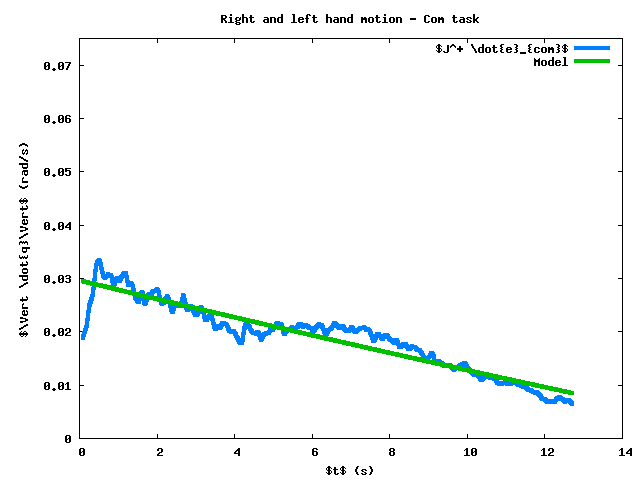 Right and left hand motion - Com task
$J^+ \dot{e}_{com}$
Model
0.07
0.06
0.05
0.04
0.03
0.02
0.01
0
$\Vert \dot{q}\Vert$ (rad/s)
0 2 4 6 8 10 12 14
$t$ (s)